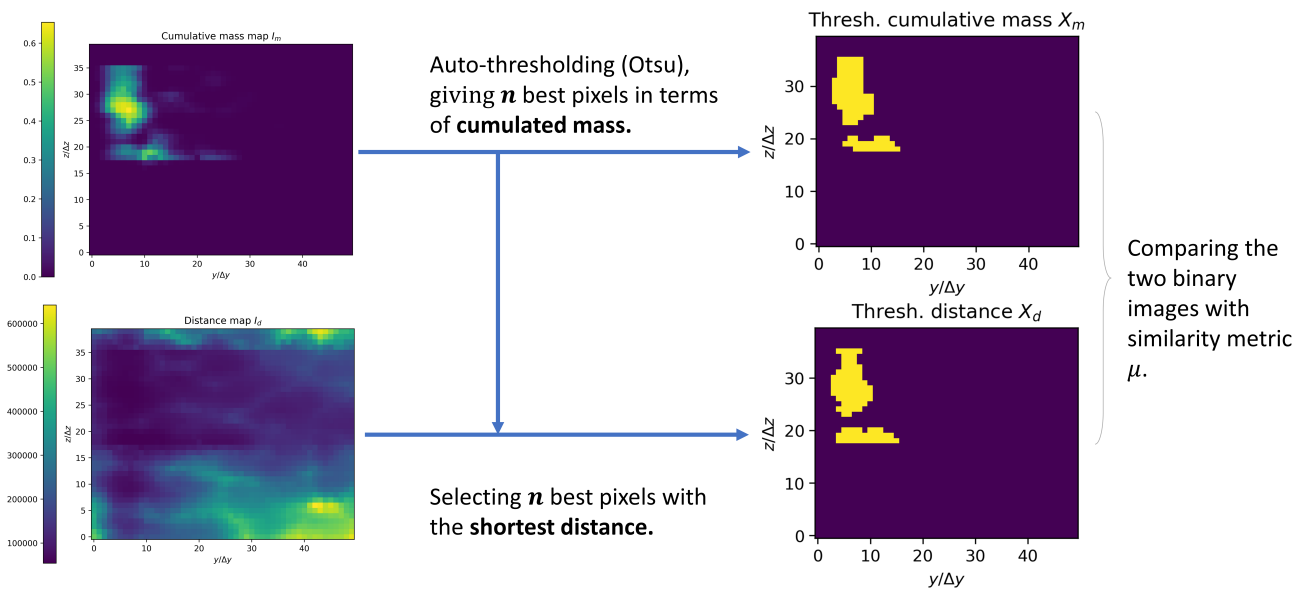 Cumulative mass map I_m
0.6
0.5
0.4
0.3
0.2
0.1
0.0
z/Δz
35
30
25
20
15
10
5
0
0 10 20 30 40
y/Δy
Auto-thresholding (Otsu),
giving n best pixels in terms
of cumulated mass.
Thresh. cumulative mass X_m
z/Δz
30
20
10
0
0 10 20 30 40
y/Δy
Distance map I_d
600000
500000
400000
300000
200000
100000
z/Δz
35
30
25
20
15
10
5
0
0 10 20 30 40
y/Δy
Selecting n best pixels with
the shortest distance.
Thresh. distance X_d
z/Δz
30
20
10
0
0 10 20 30 40
y/Δy
Comparing the
two binary
images with
similarity metric
μ.